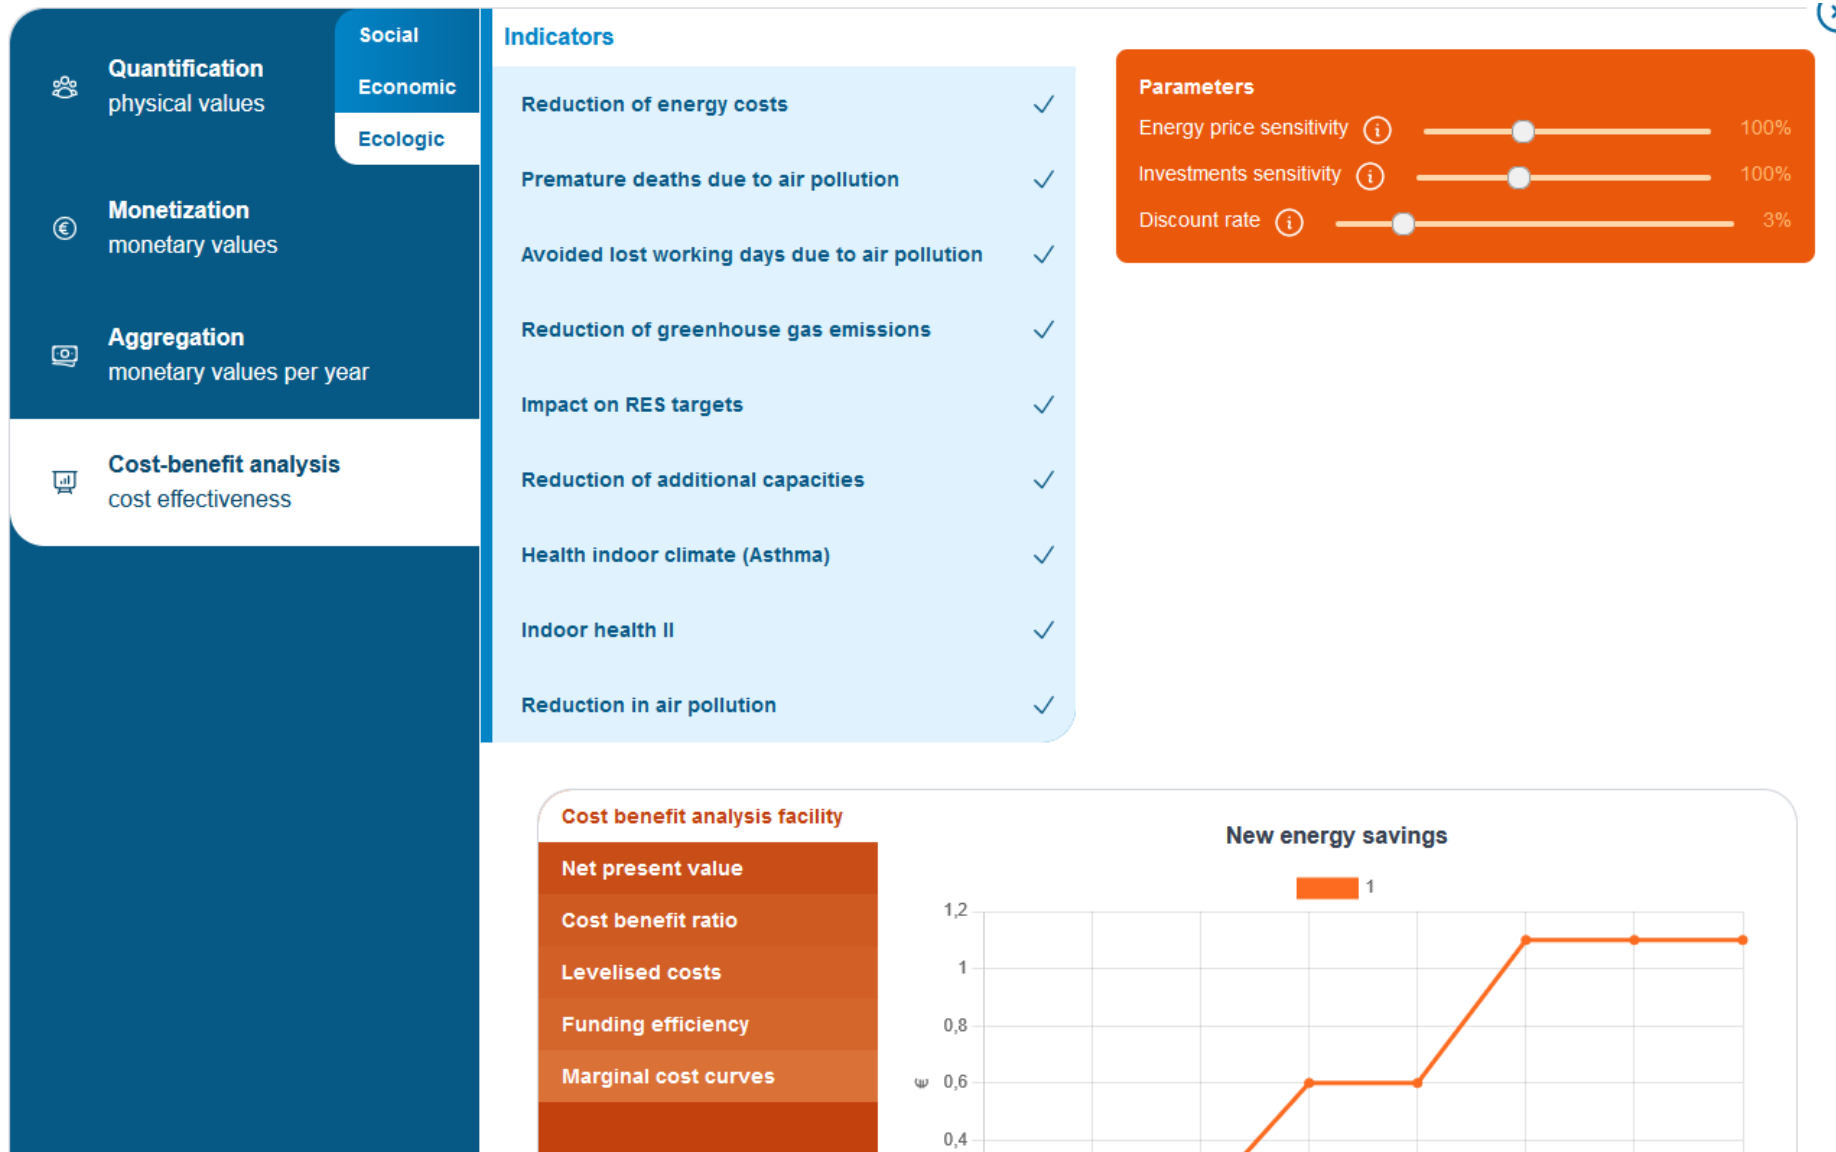 Quantification
physical values
Social
Economic
Ecologic
Monetization
monetary values
Aggregation
monetary values per year
Cost-benefit analysis
cost effectiveness
Indicators
Reduction of energy costs
Premature deaths due to air pollution
Avoided lost working days due to air pollution
Reduction of greenhouse gas emissions
Impact on RES targets
Reduction of additional capacities
Health indoor climate (Asthma)
Indoor health II
Reduction in air pollution
Parameters
Energy price sensitivity i 100%
Investments sensitivity i 100%
Discount rate i 3%
Cost benefit analysis facility
Net present value
Cost benefit ratio
Levelised costs
Funding efficiency
Marginal cost curves
New energy savings
1
1,2
1
0,8
€ 0,6
0,4